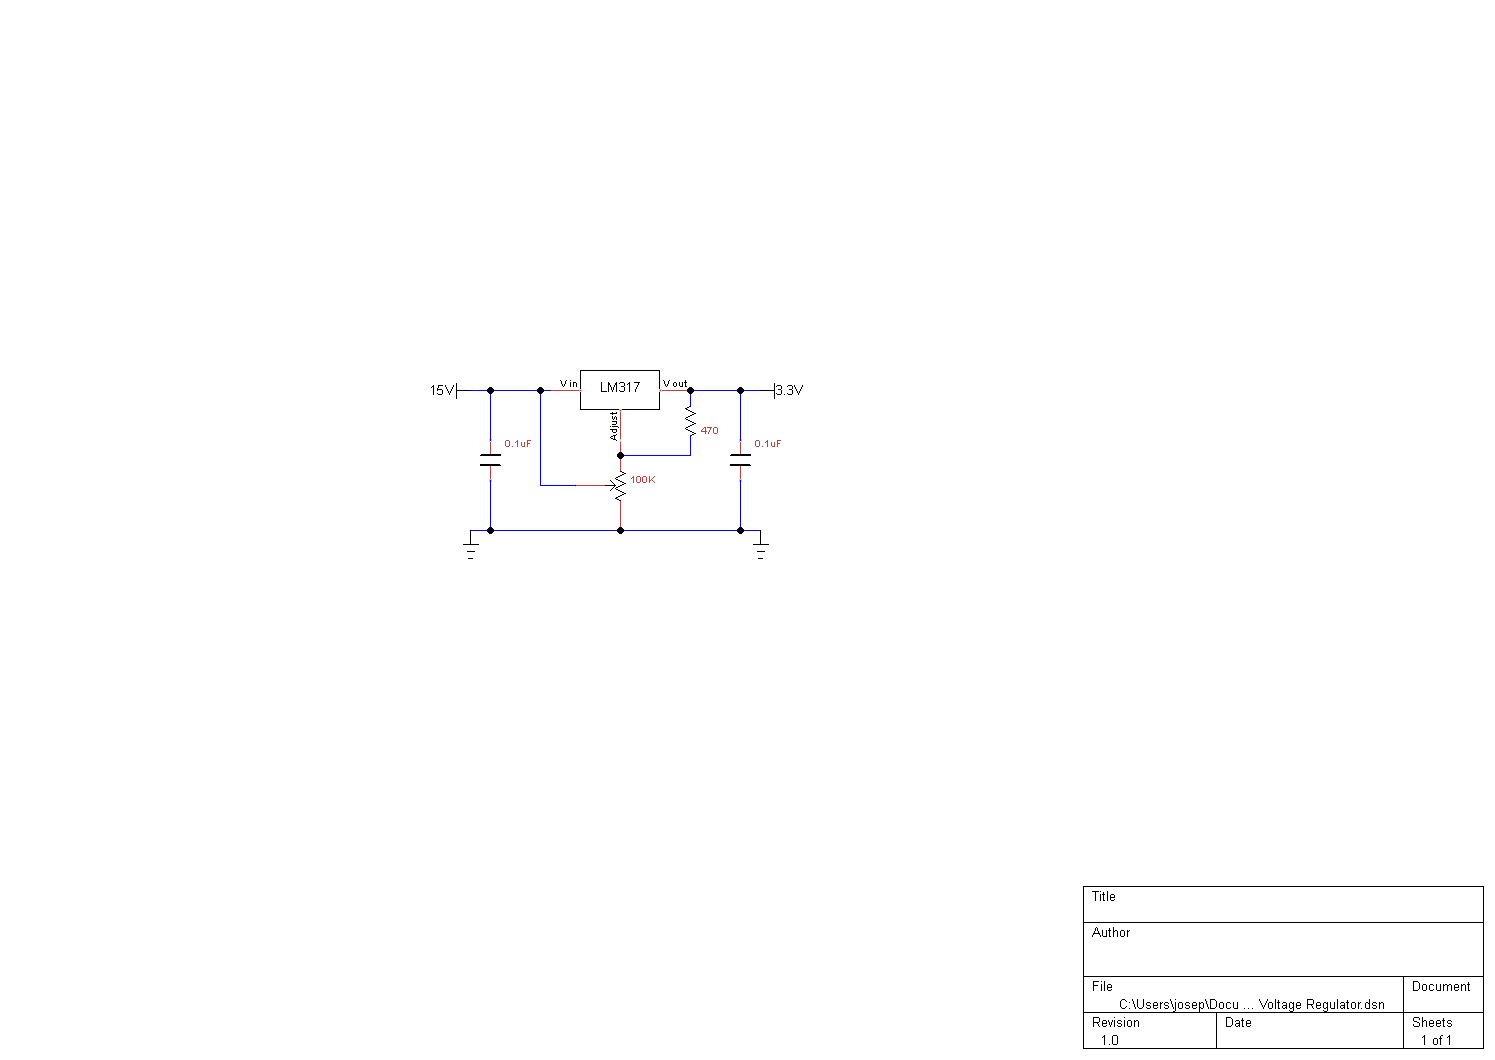 15V
V in
LM317
V out
3.3V
Adjust
470
0.1uF
0.1uF
100K
Title
Author
File
Document
C:\Users\josep\Docu ... Voltage Regulator.dsn
Revision
Date
Sheets
1.0
1 of 1